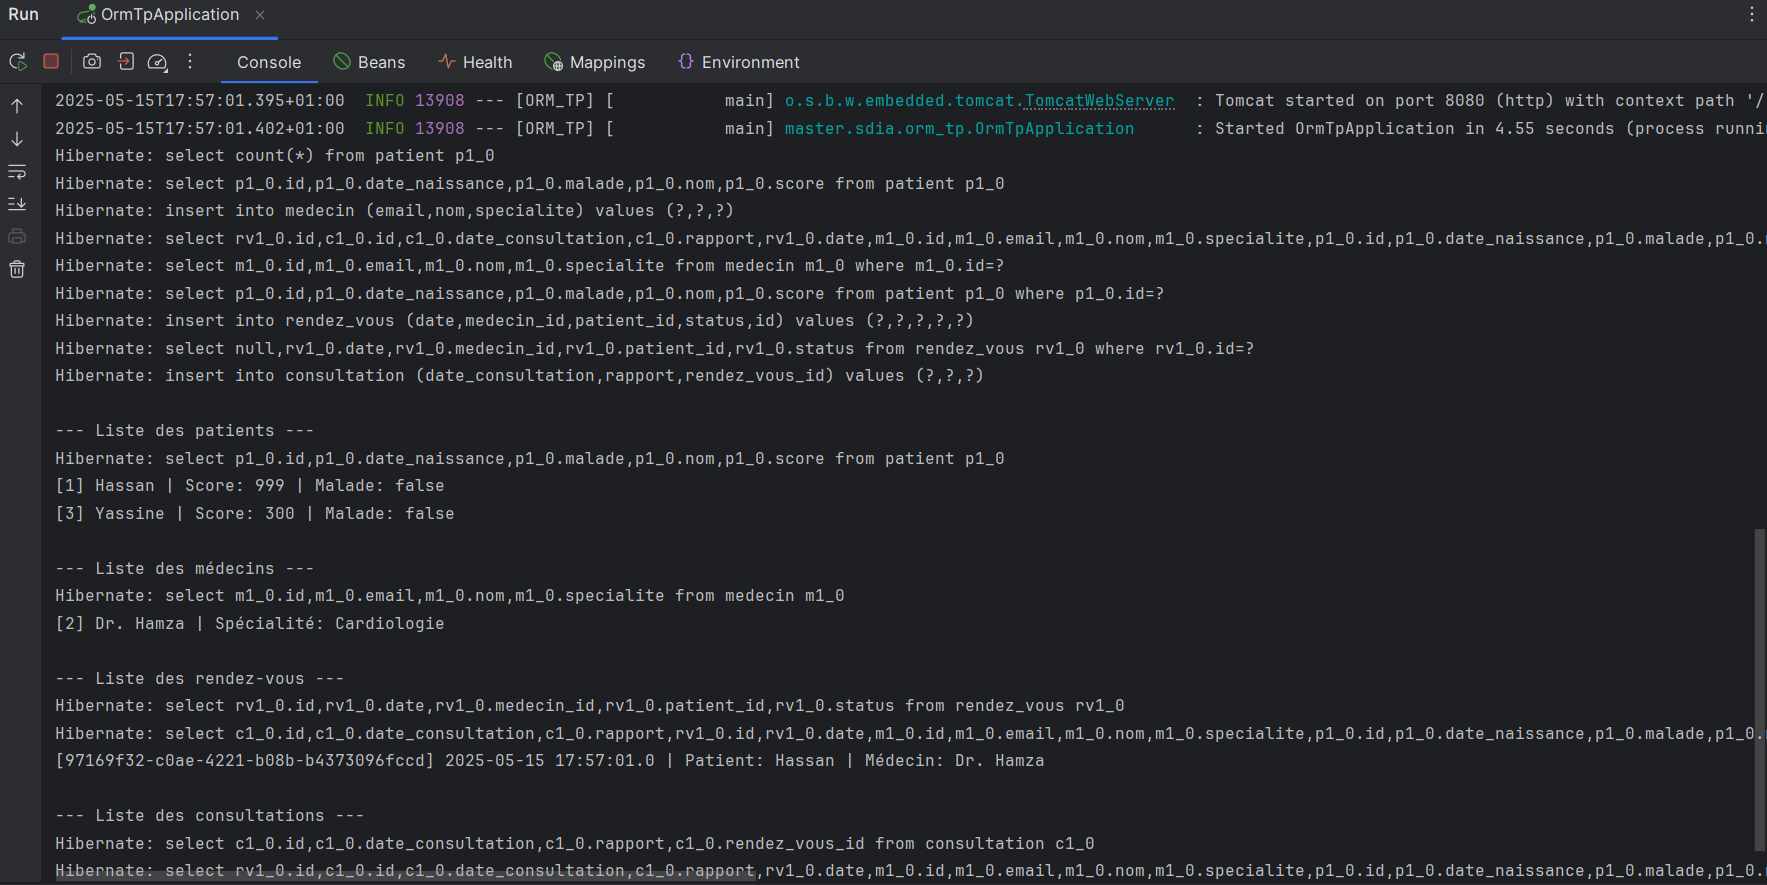 Run OrmTpApplication
Console Beans Health Mappings Environment
2025-05-15T17:57:01.395+01:00  INFO 13908 --- [ORM_TP] [           main] o.s.b.w.embedded.tomcat.TomcatWebServer  : Tomcat started on port 8080 (http) with context path '/
2025-05-15T17:57:01.402+01:00  INFO 13908 --- [ORM_TP] [           main] master.sdia.orm_tp.OrmTpApplication      : Started OrmTpApplication in 4.55 seconds (process runni
Hibernate: select count(*) from patient p1_0
Hibernate: select p1_0.id,p1_0.date_naissance,p1_0.malade,p1_0.nom,p1_0.score from patient p1_0
Hibernate: insert into medecin (email,nom,specialite) values (?,?,?)
Hibernate: select rv1_0.id,c1_0.id,c1_0.date_consultation,c1_0.rapport,rv1_0.date,m1_0.id,m1_0.email,m1_0.nom,m1_0.specialite,p1_0.id,p1_0.date_naissance,p1_0.malade,p1_0.
Hibernate: select m1_0.id,m1_0.email,m1_0.nom,m1_0.specialite from medecin m1_0 where m1_0.id=?
Hibernate: select p1_0.id,p1_0.date_naissance,p1_0.malade,p1_0.nom,p1_0.score from patient p1_0 where p1_0.id=?
Hibernate: insert into rendez_vous (date,medecin_id,patient_id,status,id) values (?,?,?,?,?)
Hibernate: select null,rv1_0.date,rv1_0.medecin_id,rv1_0.patient_id,rv1_0.status from rendez_vous rv1_0 where rv1_0.id=?
Hibernate: insert into consultation (date_consultation,rapport,rendez_vous_id) values (?,?,?)
--- Liste des patients ---
Hibernate: select p1_0.id,p1_0.date_naissance,p1_0.malade,p1_0.nom,p1_0.score from patient p1_0
[1] Hassan | Score: 999 | Malade: false
[3] Yassine | Score: 300 | Malade: false
--- Liste des médecins ---
Hibernate: select m1_0.id,m1_0.email,m1_0.nom,m1_0.specialite from medecin m1_0
[2] Dr. Hamza | Spécialité: Cardiologie
--- Liste des rendez-vous ---
Hibernate: select rv1_0.id,rv1_0.date,rv1_0.medecin_id,rv1_0.patient_id,rv1_0.status from rendez_vous rv1_0
Hibernate: select c1_0.id,c1_0.date_consultation,c1_0.rapport,rv1_0.id,rv1_0.date,m1_0.id,m1_0.email,m1_0.nom,m1_0.specialite,p1_0.id,p1_0.date_naissance,p1_0.malade,p1_0.
[97169f32-c0ae-4221-b08b-b4373096fccd] 2025-05-15 17:57:01.0 | Patient: Hassan | Médecin: Dr. Hamza
--- Liste des consultations ---
Hibernate: select c1_0.id,c1_0.date_consultation,c1_0.rapport,c1_0.rendez_vous_id from consultation c1_0
Hibernate: select rv1_0.id,c1_0.id,c1_0.date_consultation,c1_0.rapport,rv1_0.date,m1_0.id,m1_0.email,m1_0.nom,m1_0.specialite,p1_0.id,p1_0.date_naissance,p1_0.malade,p1_0.